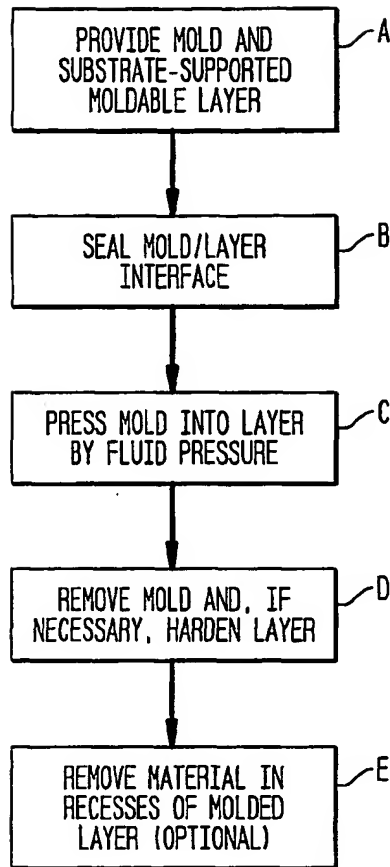 PROVIDE MOLD AND
SUBSTRATE-SUPPORTED
MOLDABLE LAYER
A
SEAL MOLD/LAYER
INTERFACE
B
PRESS MOLD INTO LAYER
BY FLUID PRESSURE
C
REMOVE MOLD AND, IF
NECESSARY, HARDEN LAYER
D
REMOVE MATERIAL IN
RECESSES OF MOLDED
LAYER (OPTIONAL)
E